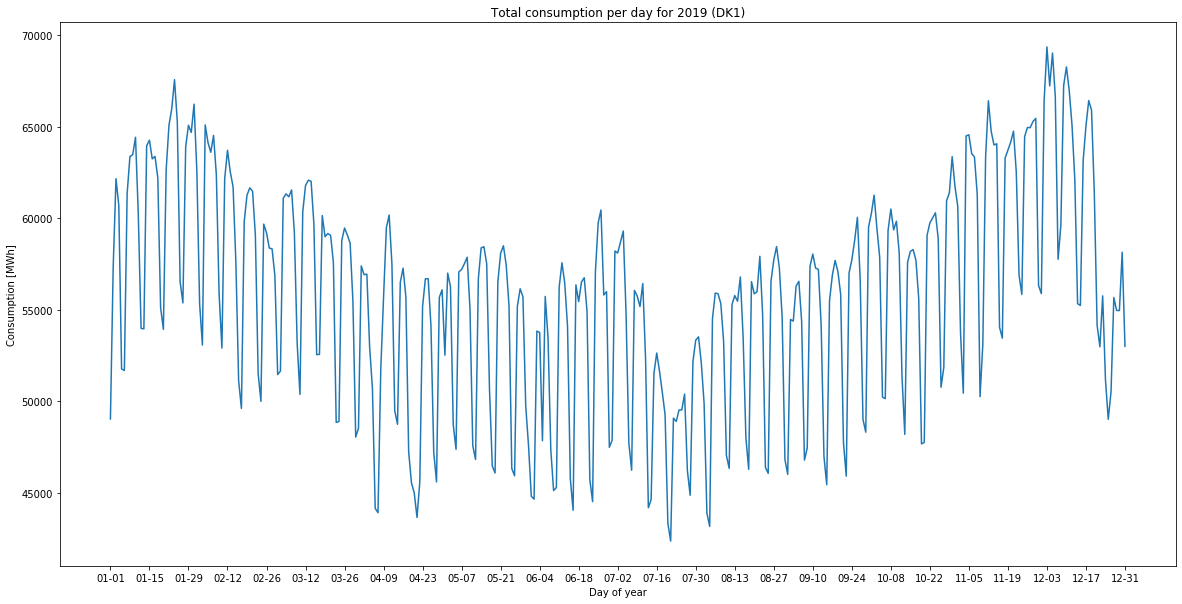 Total consumption per day for 2019 (DK1)
70000
65000
60000
55000
50000
45000
Consumption [MWh]
01-01 01-15 01-29 02-12 02-26 03-12 03-26 04-09 04-23 05-07 05-21 06-04 06-18 07-02 07-16 07-30 08-13 08-27 09-10 09-24 10-08 10-22 11-05 11-19 12-03 12-17 12-31
Day of year